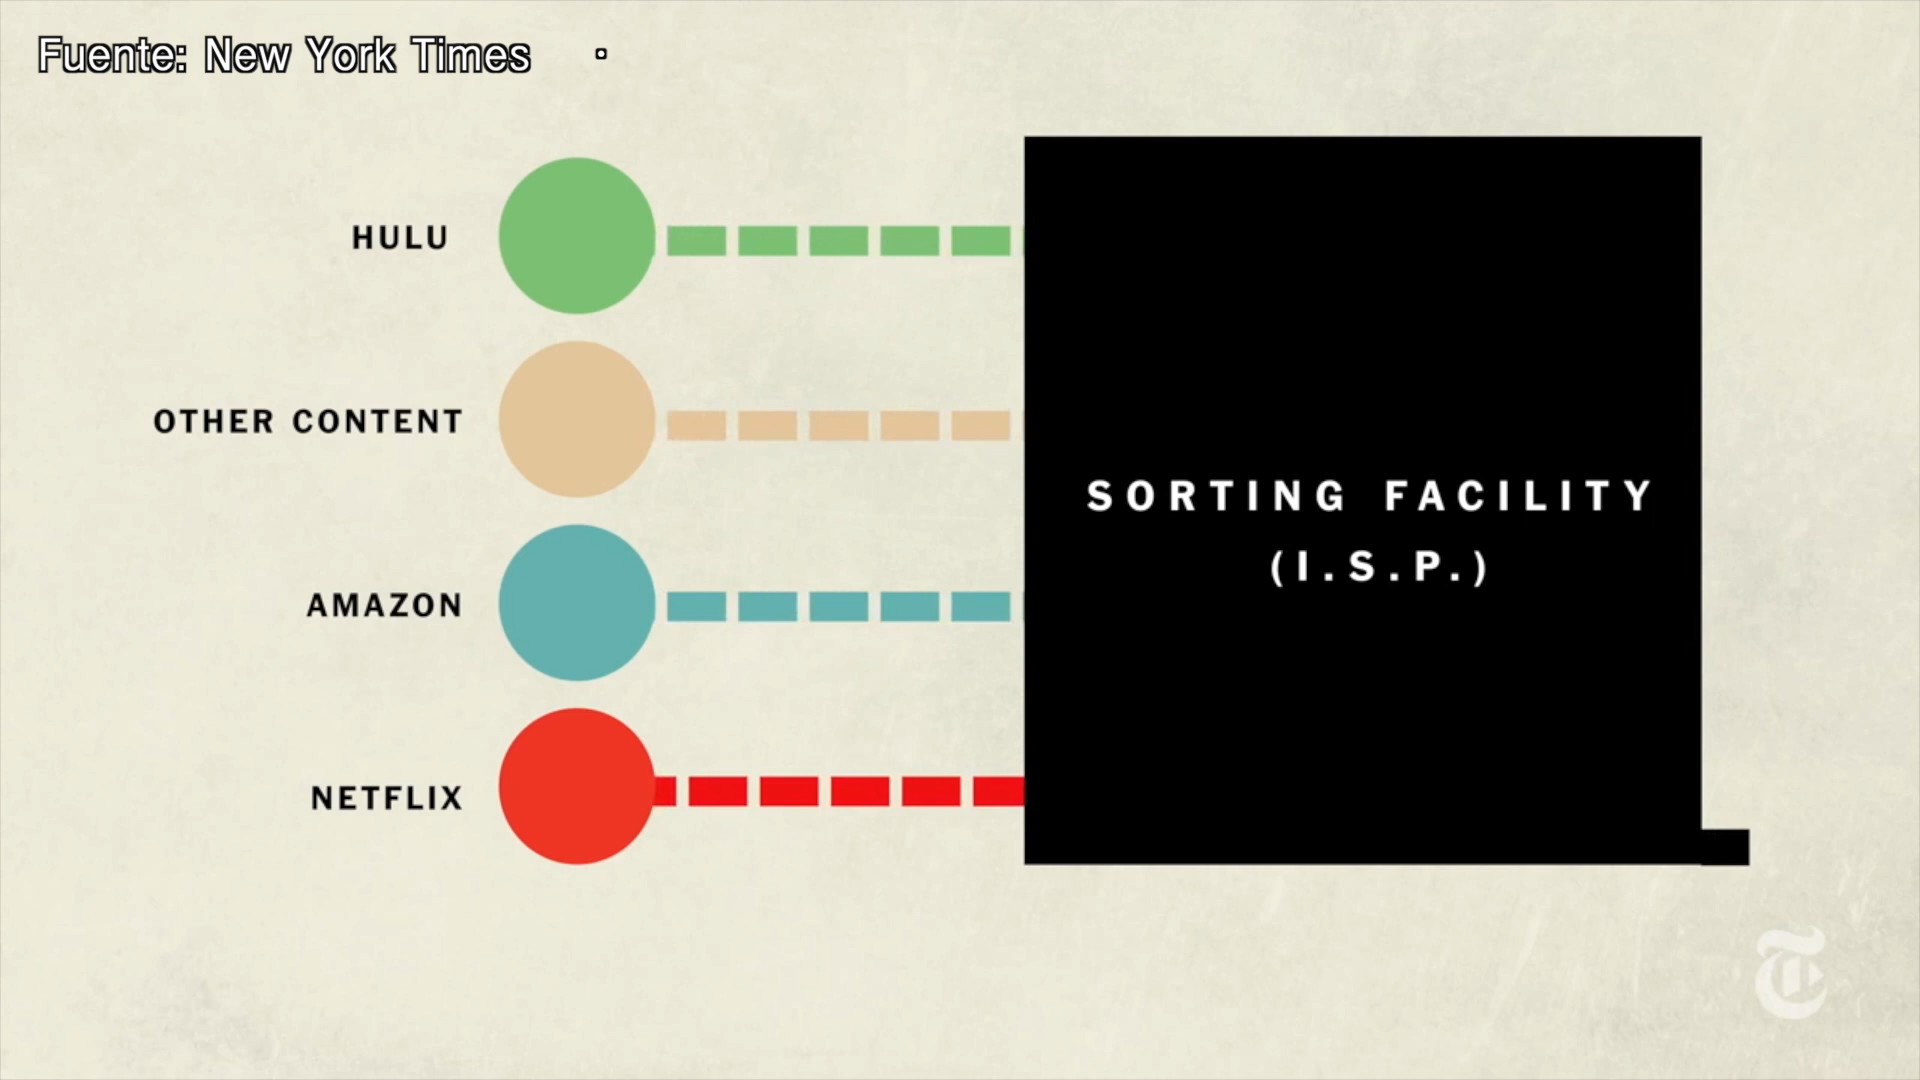 Fuente: New York Times
HULU
OTHER CONTENT
AMAZON
NETFLIX
SORTING FACILITY
(I.S.P.)
T